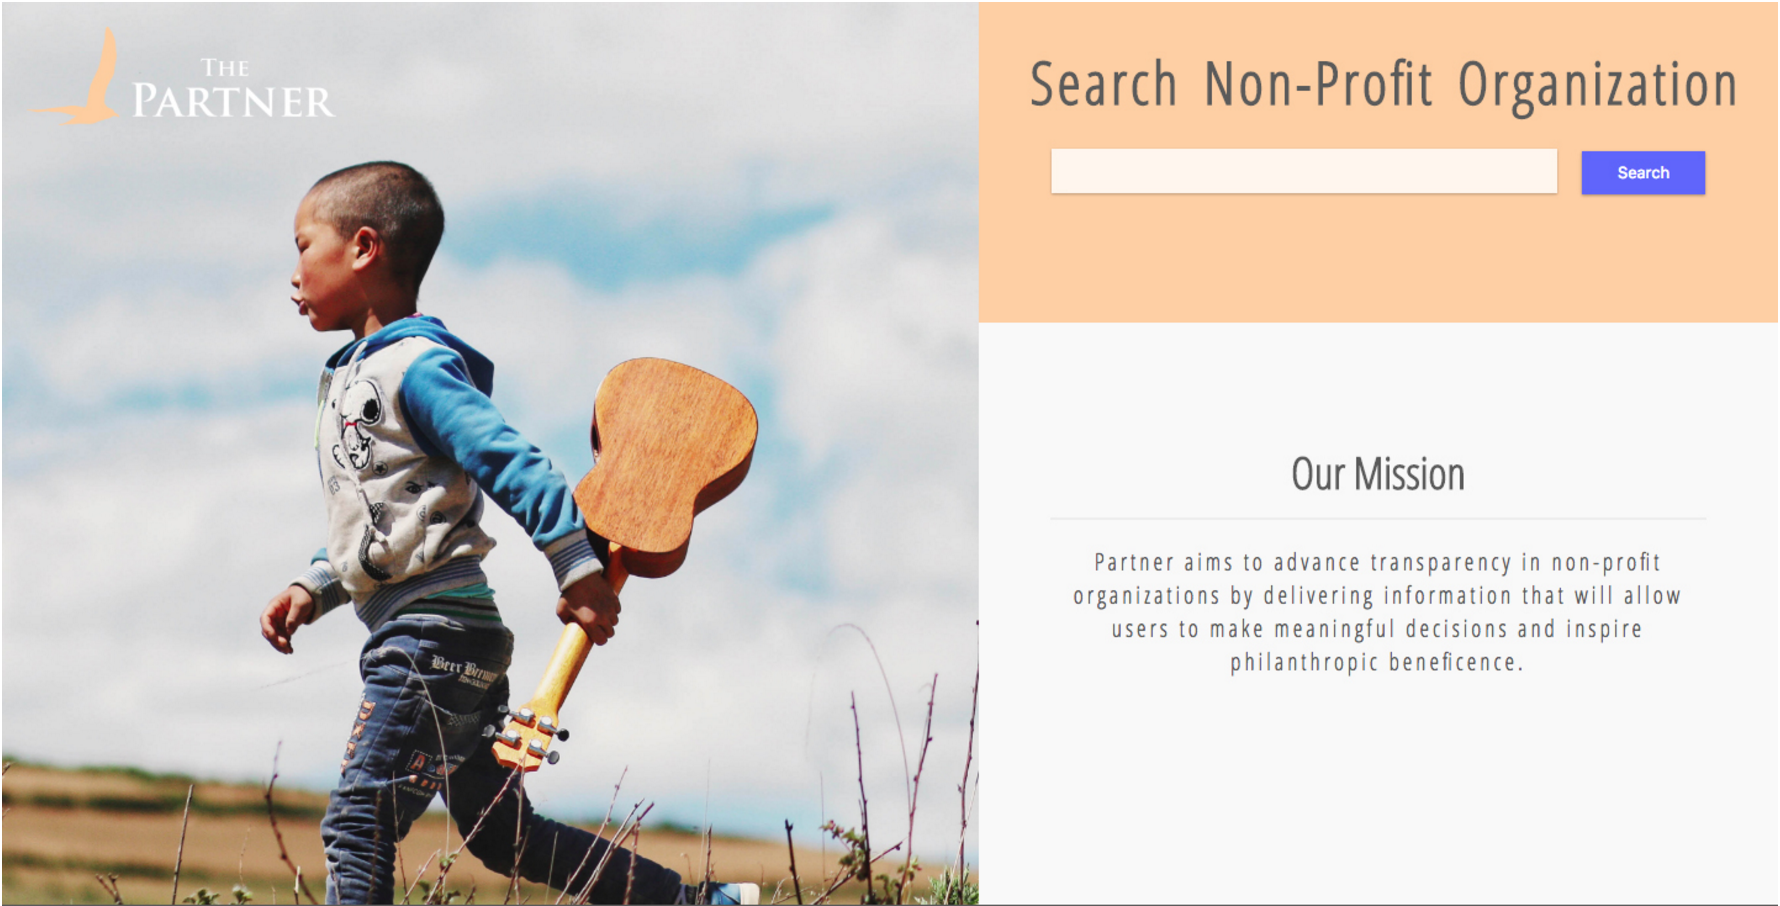 THE
PARTNER
Search Non-Profit Organization
Search
Our Mission
Partner aims to advance transparency in non-profit
organizations by delivering information that will allow
users to make meaningful decisions and inspire
philanthropic beneficence.
Beer